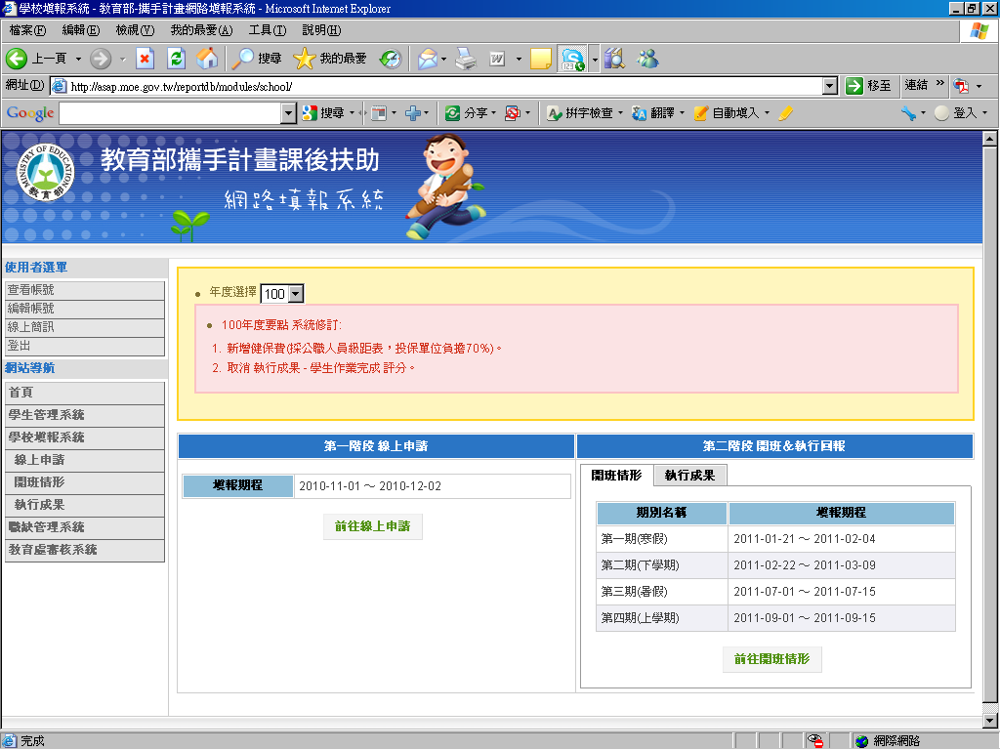 學校填報系統 - 教育部-攜手計畫網路填報系統 - Microsoft Internet Explorer
檔案(F) 編輯(E) 檢視(V) 我的最愛(A) 工具(T) 說明(H)
上一頁 搜尋 我的最愛
網址(D) http://asap.moe.gov.tw/reportdb/modules/school/ 移至 連結 »
Google 搜尋 分享 拼字檢查 翻譯 自動填入 登入
MINISTRY OF EDUCATION
教育部
教育部攜手計畫課後扶助
網路填報系統
使用者選單
查看帳號
編輯帳號
線上簡訊
登出
網站導航
首頁
學生管理系統
學校填報系統
線上申請
開班情形
執行成果
職缺管理系統
教育處審核系統
年度選擇 100
100年度要點 系統修訂:
1. 新增健保費(採公職人員級距表，投保單位負擔70%)。
2. 取消 執行成果 - 學生作業完成 評分。
第一階段 線上申請
填報期程 2010-11-01 ～ 2010-12-02
前往線上申請
第二階段 開班&執行回報
開班情形 執行成果
期別名稱 填報期程
第一期(寒假) 2011-01-21 ～ 2011-02-04
第二期(下學期) 2011-02-22 ～ 2011-03-09
第三期(暑假) 2011-07-01 ～ 2011-07-15
第四期(上學期) 2011-09-01 ～ 2011-09-15
前往開班情形
完成 網際網路